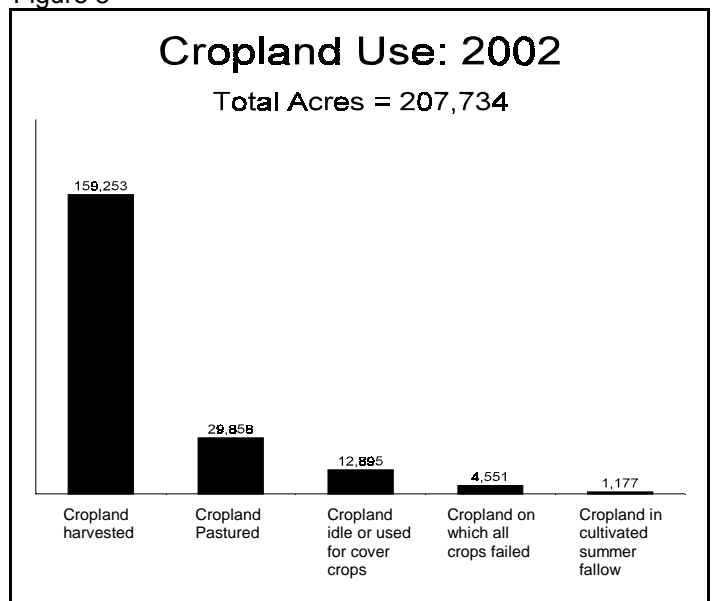 Cropland Use: 2002
Total Acres = 207,734
159,253
29,858
12,895
4,551
1,177
Cropland
harvested
Cropland
Pastured
Cropland
idle or used
for cover
crops
Cropland on
which all
crops failed
Cropland in
cultivated
summer
fallow